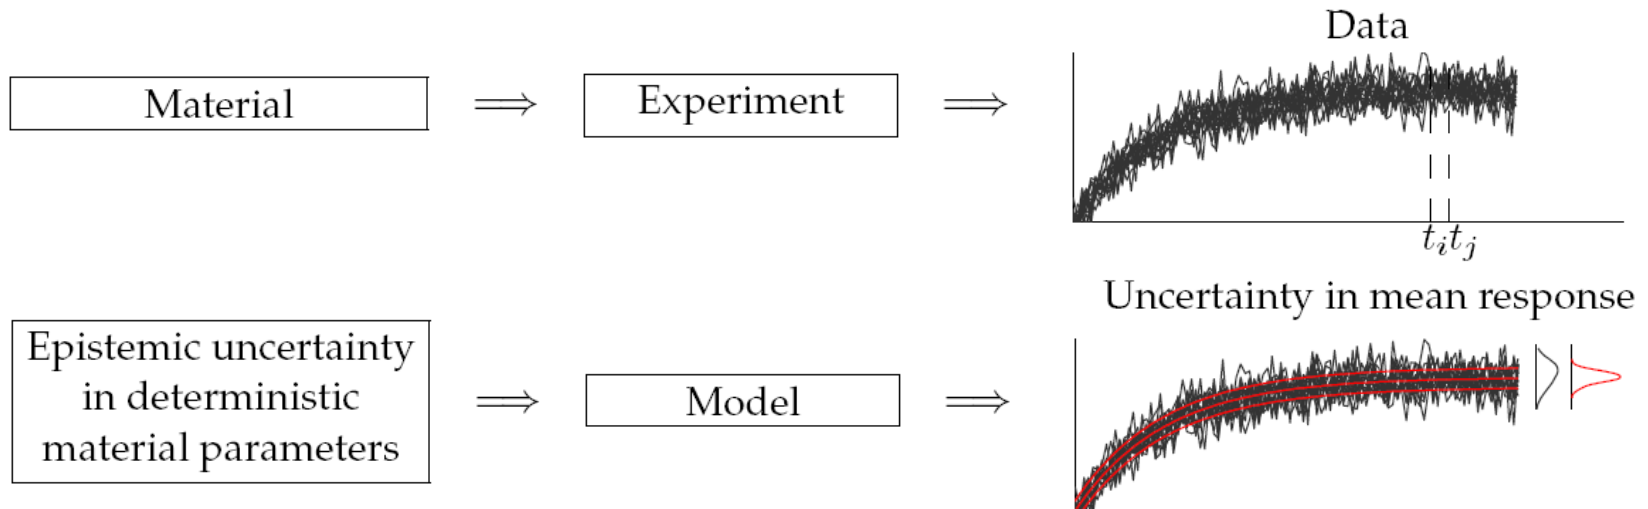 Data
Material ⟹ Experiment ⟹
t_i t_j
Uncertainty in mean response
Epistemic uncertainty
in deterministic
material parameters
⟹ Model ⟹